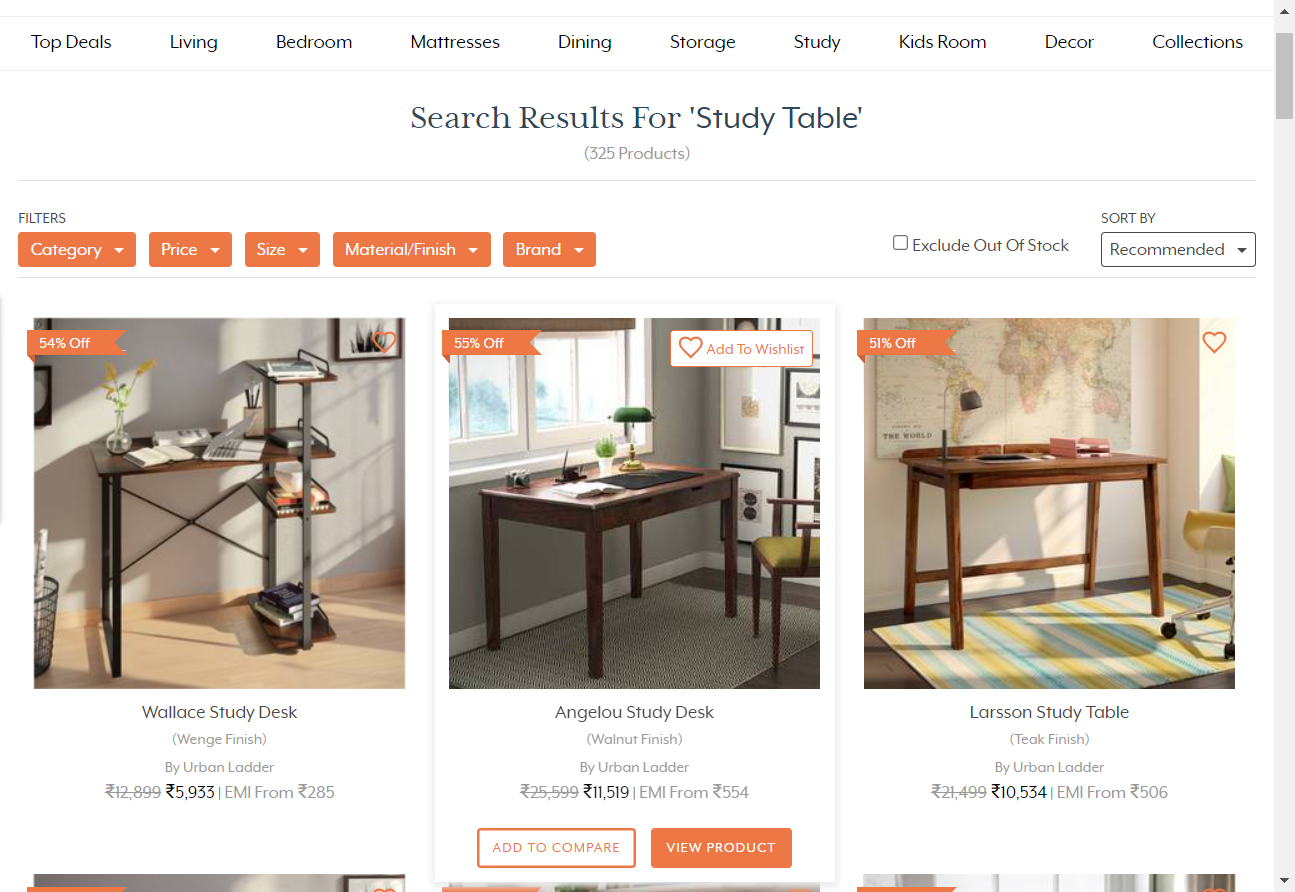 Top Deals Living Bedroom Mattresses Dining Storage Study Kids Room Decor Collections
Search Results For 'Study Table'
(325 Products)
FILTERS
SORT BY
Category Price Size Material/Finish Brand
Exclude Out Of Stock
Recommended
54% Off
55% Off
Add To Wishlist
51% Off
THE WORLD
Wallace Study Desk
(Wenge Finish)
By Urban Ladder
₹12,899 ₹5,933 | EMI From ₹285
Angelou Study Desk
(Walnut Finish)
By Urban Ladder
₹25,599 ₹11,519 | EMI From ₹554
ADD TO COMPARE
VIEW PRODUCT
Larsson Study Table
(Teak Finish)
By Urban Ladder
₹21,499 ₹10,534 | EMI From ₹506